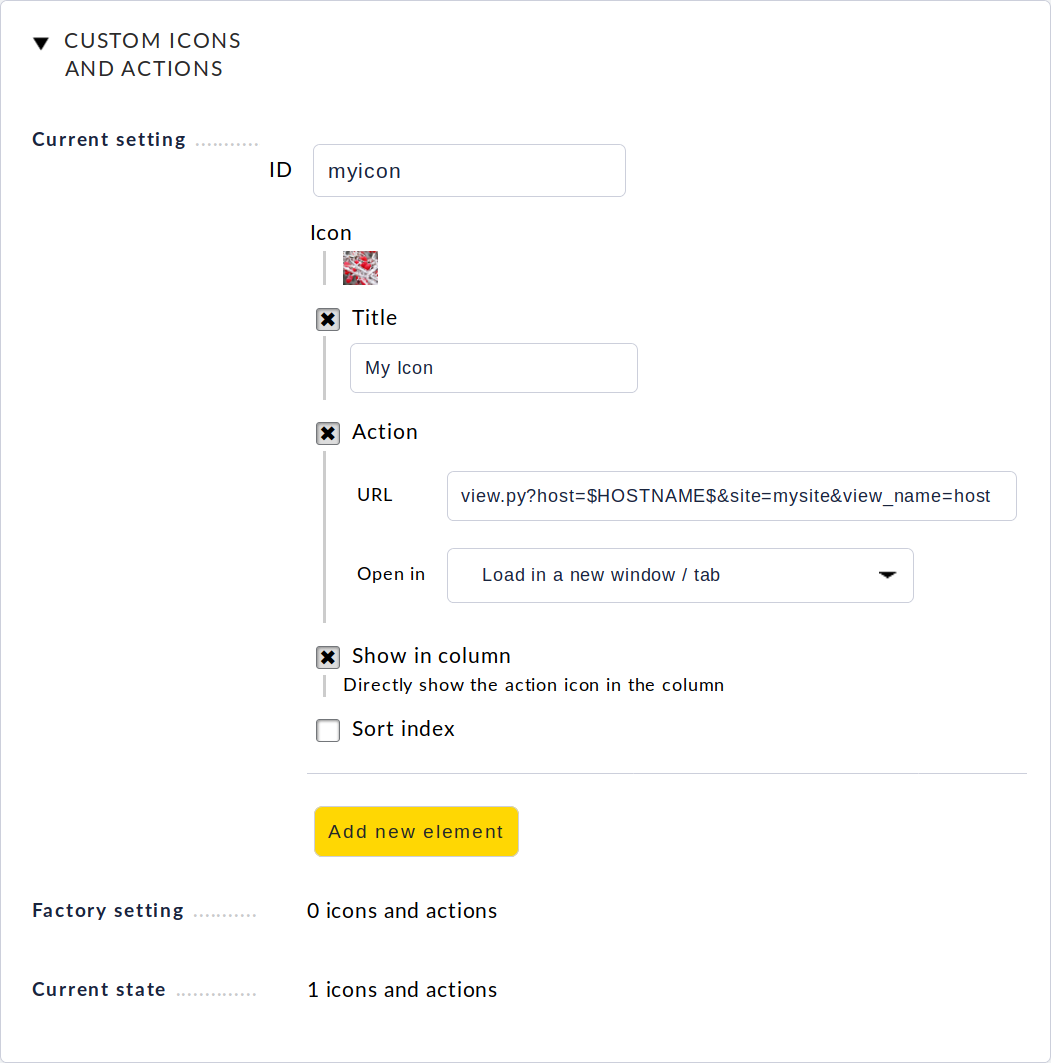 CUSTOM ICONS
AND ACTIONS
Current setting
ID myicon
Icon
Title
My Icon
Action
URL view.py?host=$HOSTNAME$&site=mysite&view_name=host
Open in Load in a new window / tab
Show in column
Directly show the action icon in the column
Sort index
Add new element
Factory setting 0 icons and actions
Current state 1 icons and actions